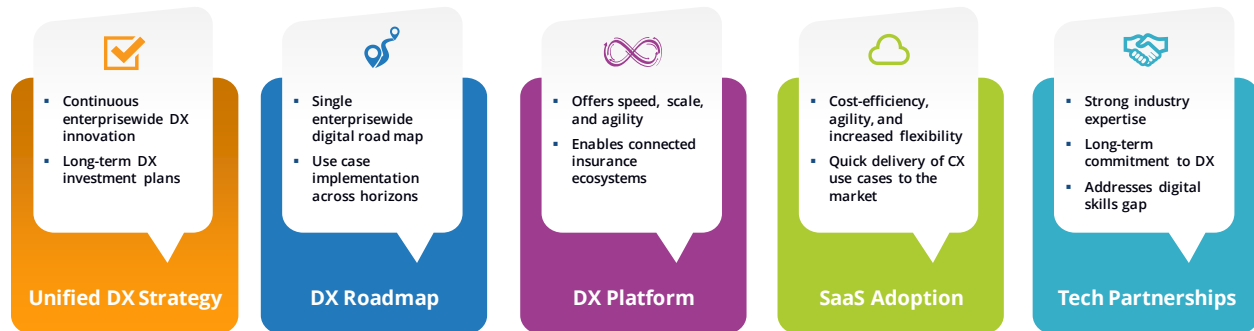 Continuous
enterprisewide DX
innovation
Long-term DX
investment plans
Unified DX Strategy
Single
enterprisewide
digital road map
Use case
implementation
across horizons
DX Roadmap
Offers speed, scale,
and agility
Enables connected
insurance
ecosystems
DX Platform
Cost-efficiency,
agility, and
increased flexibility
Quick delivery of CX
use cases to the
market
SaaS Adoption
Strong industry
expertise
Long-term
commitment to DX
Addresses digital
skills gap
Tech Partnerships